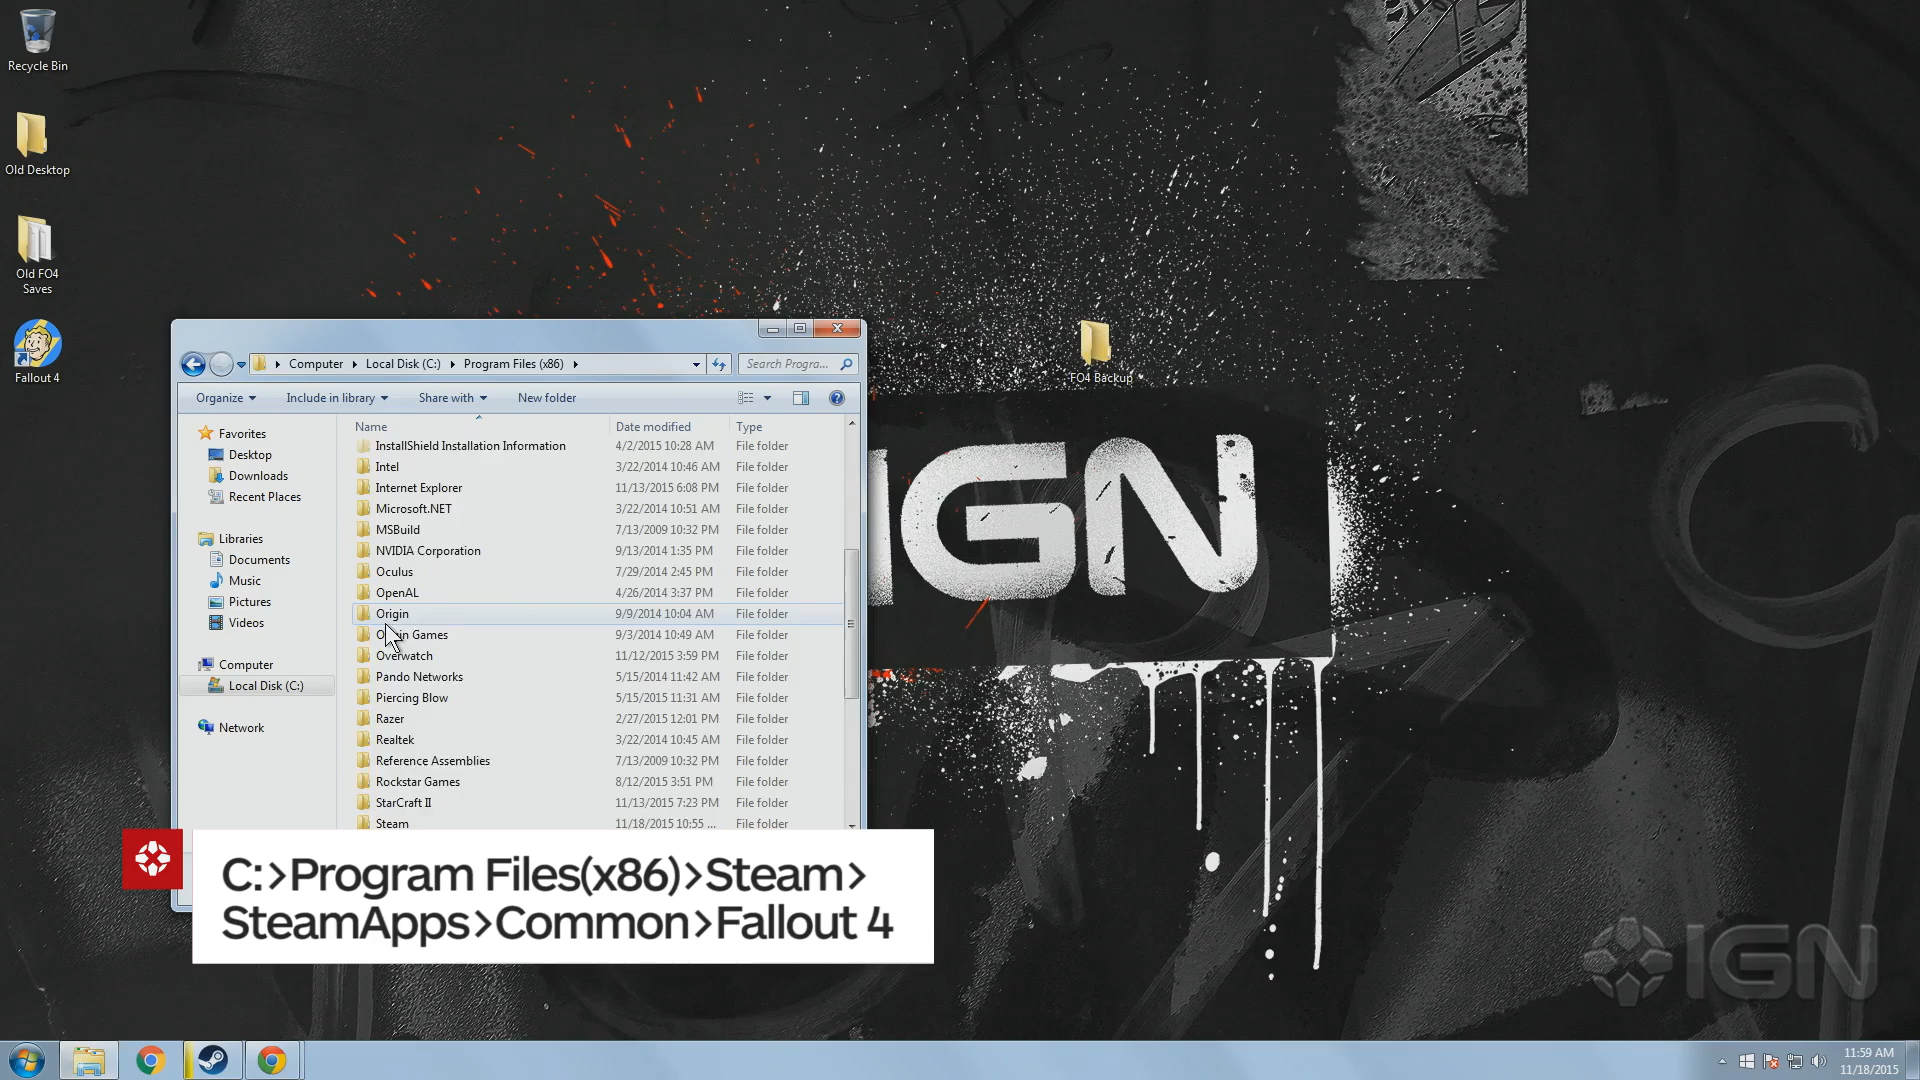 Recycle Bin
Old Desktop
Old FO4
Saves
Fallout 4
FO4 Backup
Computer
Local Disk (C:)
Program Files (x86)
Search Progra...
Organize
Include in library
Share with
New folder
Favorites
Desktop
Downloads
Recent Places
Libraries
Documents
Music
Pictures
Videos
Computer
Local Disk (C:)
Network
Name Date modified Type
InstallShield Installation Information 4/2/2015 10:28 AM File folder
Intel 3/22/2014 10:46 AM File folder
Internet Explorer 11/13/2015 6:08 PM File folder
Microsoft.NET 3/22/2014 10:51 AM File folder
MSBuild 7/13/2009 10:32 PM File folder
NVIDIA Corporation 9/13/2014 1:35 PM File folder
Oculus 7/29/2014 2:45 PM File folder
OpenAL 4/26/2014 3:37 PM File folder
Origin 9/9/2014 10:04 AM File folder
Origin Games 9/3/2014 10:49 AM File folder
Overwatch 11/12/2015 3:59 PM File folder
Pando Networks 5/15/2014 11:42 AM File folder
Piercing Blow 5/15/2015 11:31 AM File folder
Razer 2/27/2015 12:01 PM File folder
Realtek 3/22/2014 10:45 AM File folder
Reference Assemblies 7/13/2009 10:32 PM File folder
Rockstar Games 8/12/2015 3:51 PM File folder
StarCraft II 11/13/2015 7:23 PM File folder
Steam 11/18/2015 10:55 ... File folder
IGN
C:>Program Files(x86)>Steam>
SteamApps>Common>Fallout 4
IGN
11:59 AM
11/18/2015